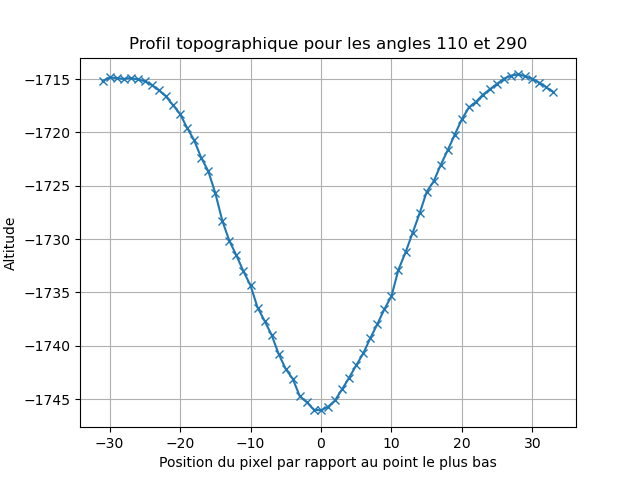 Profil topographique pour les angles 110 et 290
−1715
−1720
−1725
−1730
−1735
−1740
−1745
Altitude
−30 −20 −10 0 10 20 30
Position du pixel par rapport au point le plus bas